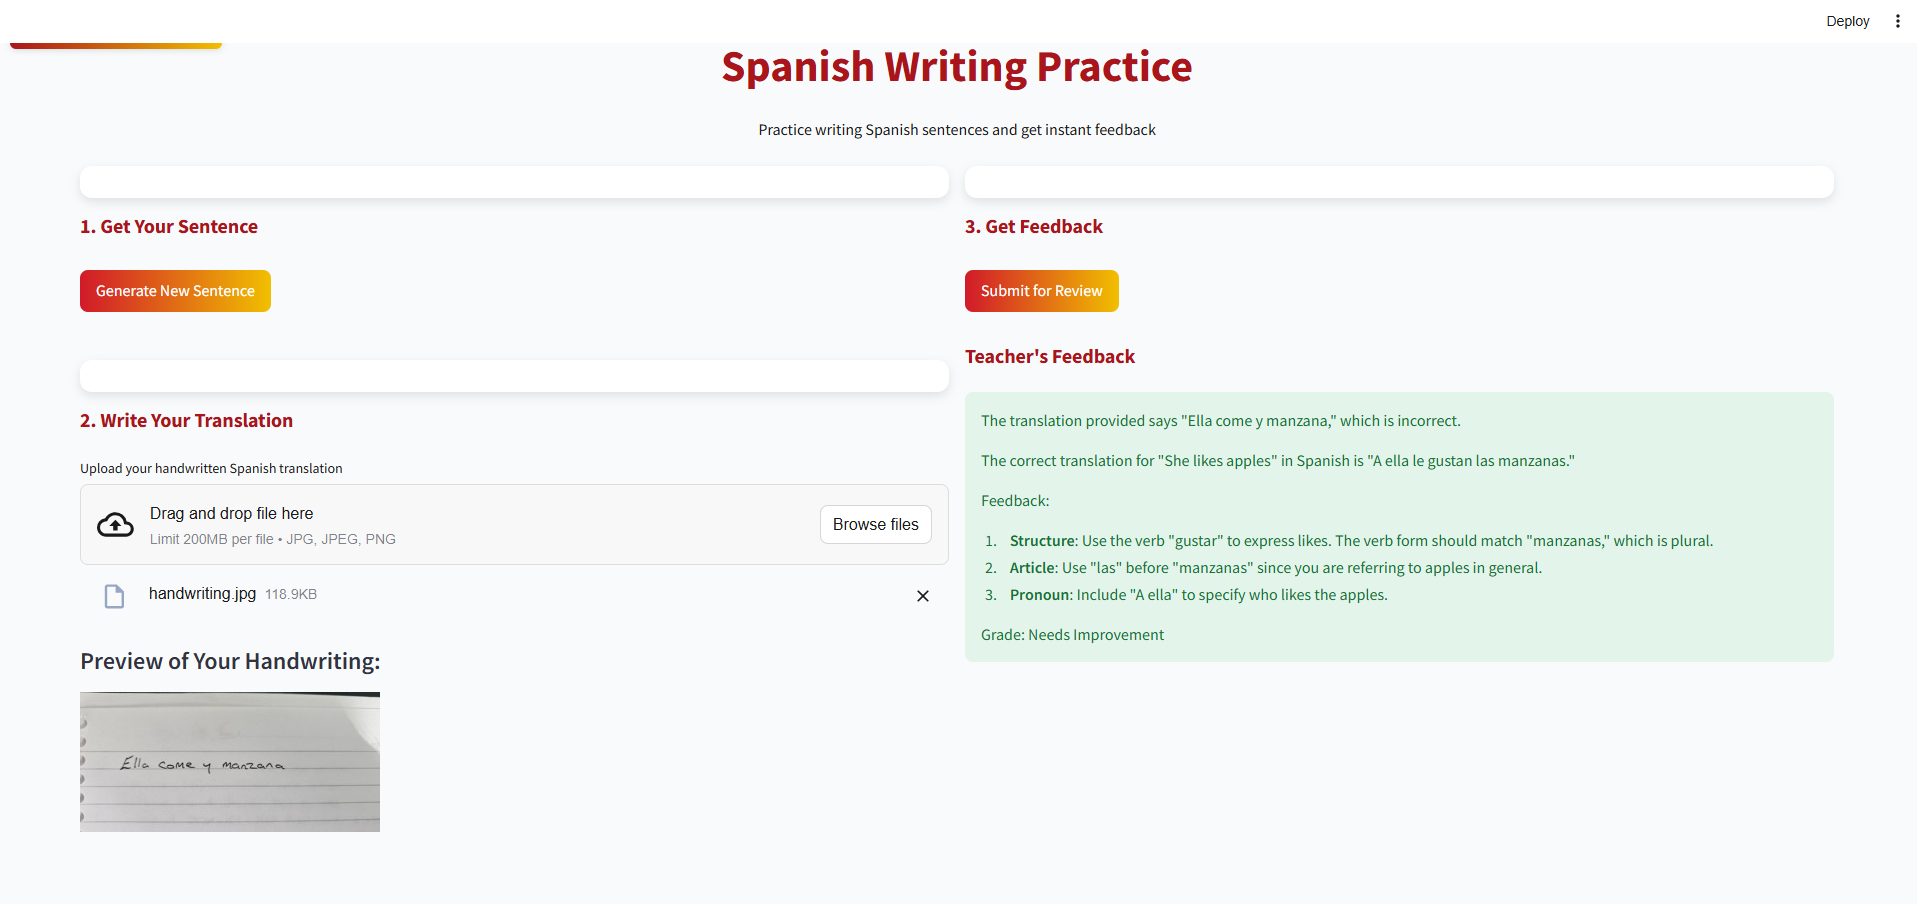 Deploy
Spanish Writing Practice
Practice writing Spanish sentences and get instant feedback
1. Get Your Sentence
Generate New Sentence
2. Write Your Translation
Upload your handwritten Spanish translation
Drag and drop file here
Limit 200MB per file • JPG, JPEG, PNG
Browse files
handwriting.jpg 118.9KB
Preview of Your Handwriting:
Ella come y manzana
3. Get Feedback
Submit for Review
Teacher's Feedback
The translation provided says "Ella come y manzana," which is incorrect.
The correct translation for "She likes apples" in Spanish is "A ella le gustan las manzanas."
Feedback:
1. Structure: Use the verb "gustar" to express likes. The verb form should match "manzanas," which is plural.
2. Article: Use "las" before "manzanas" since you are referring to apples in general.
3. Pronoun: Include "A ella" to specify who likes the apples.
Grade: Needs Improvement